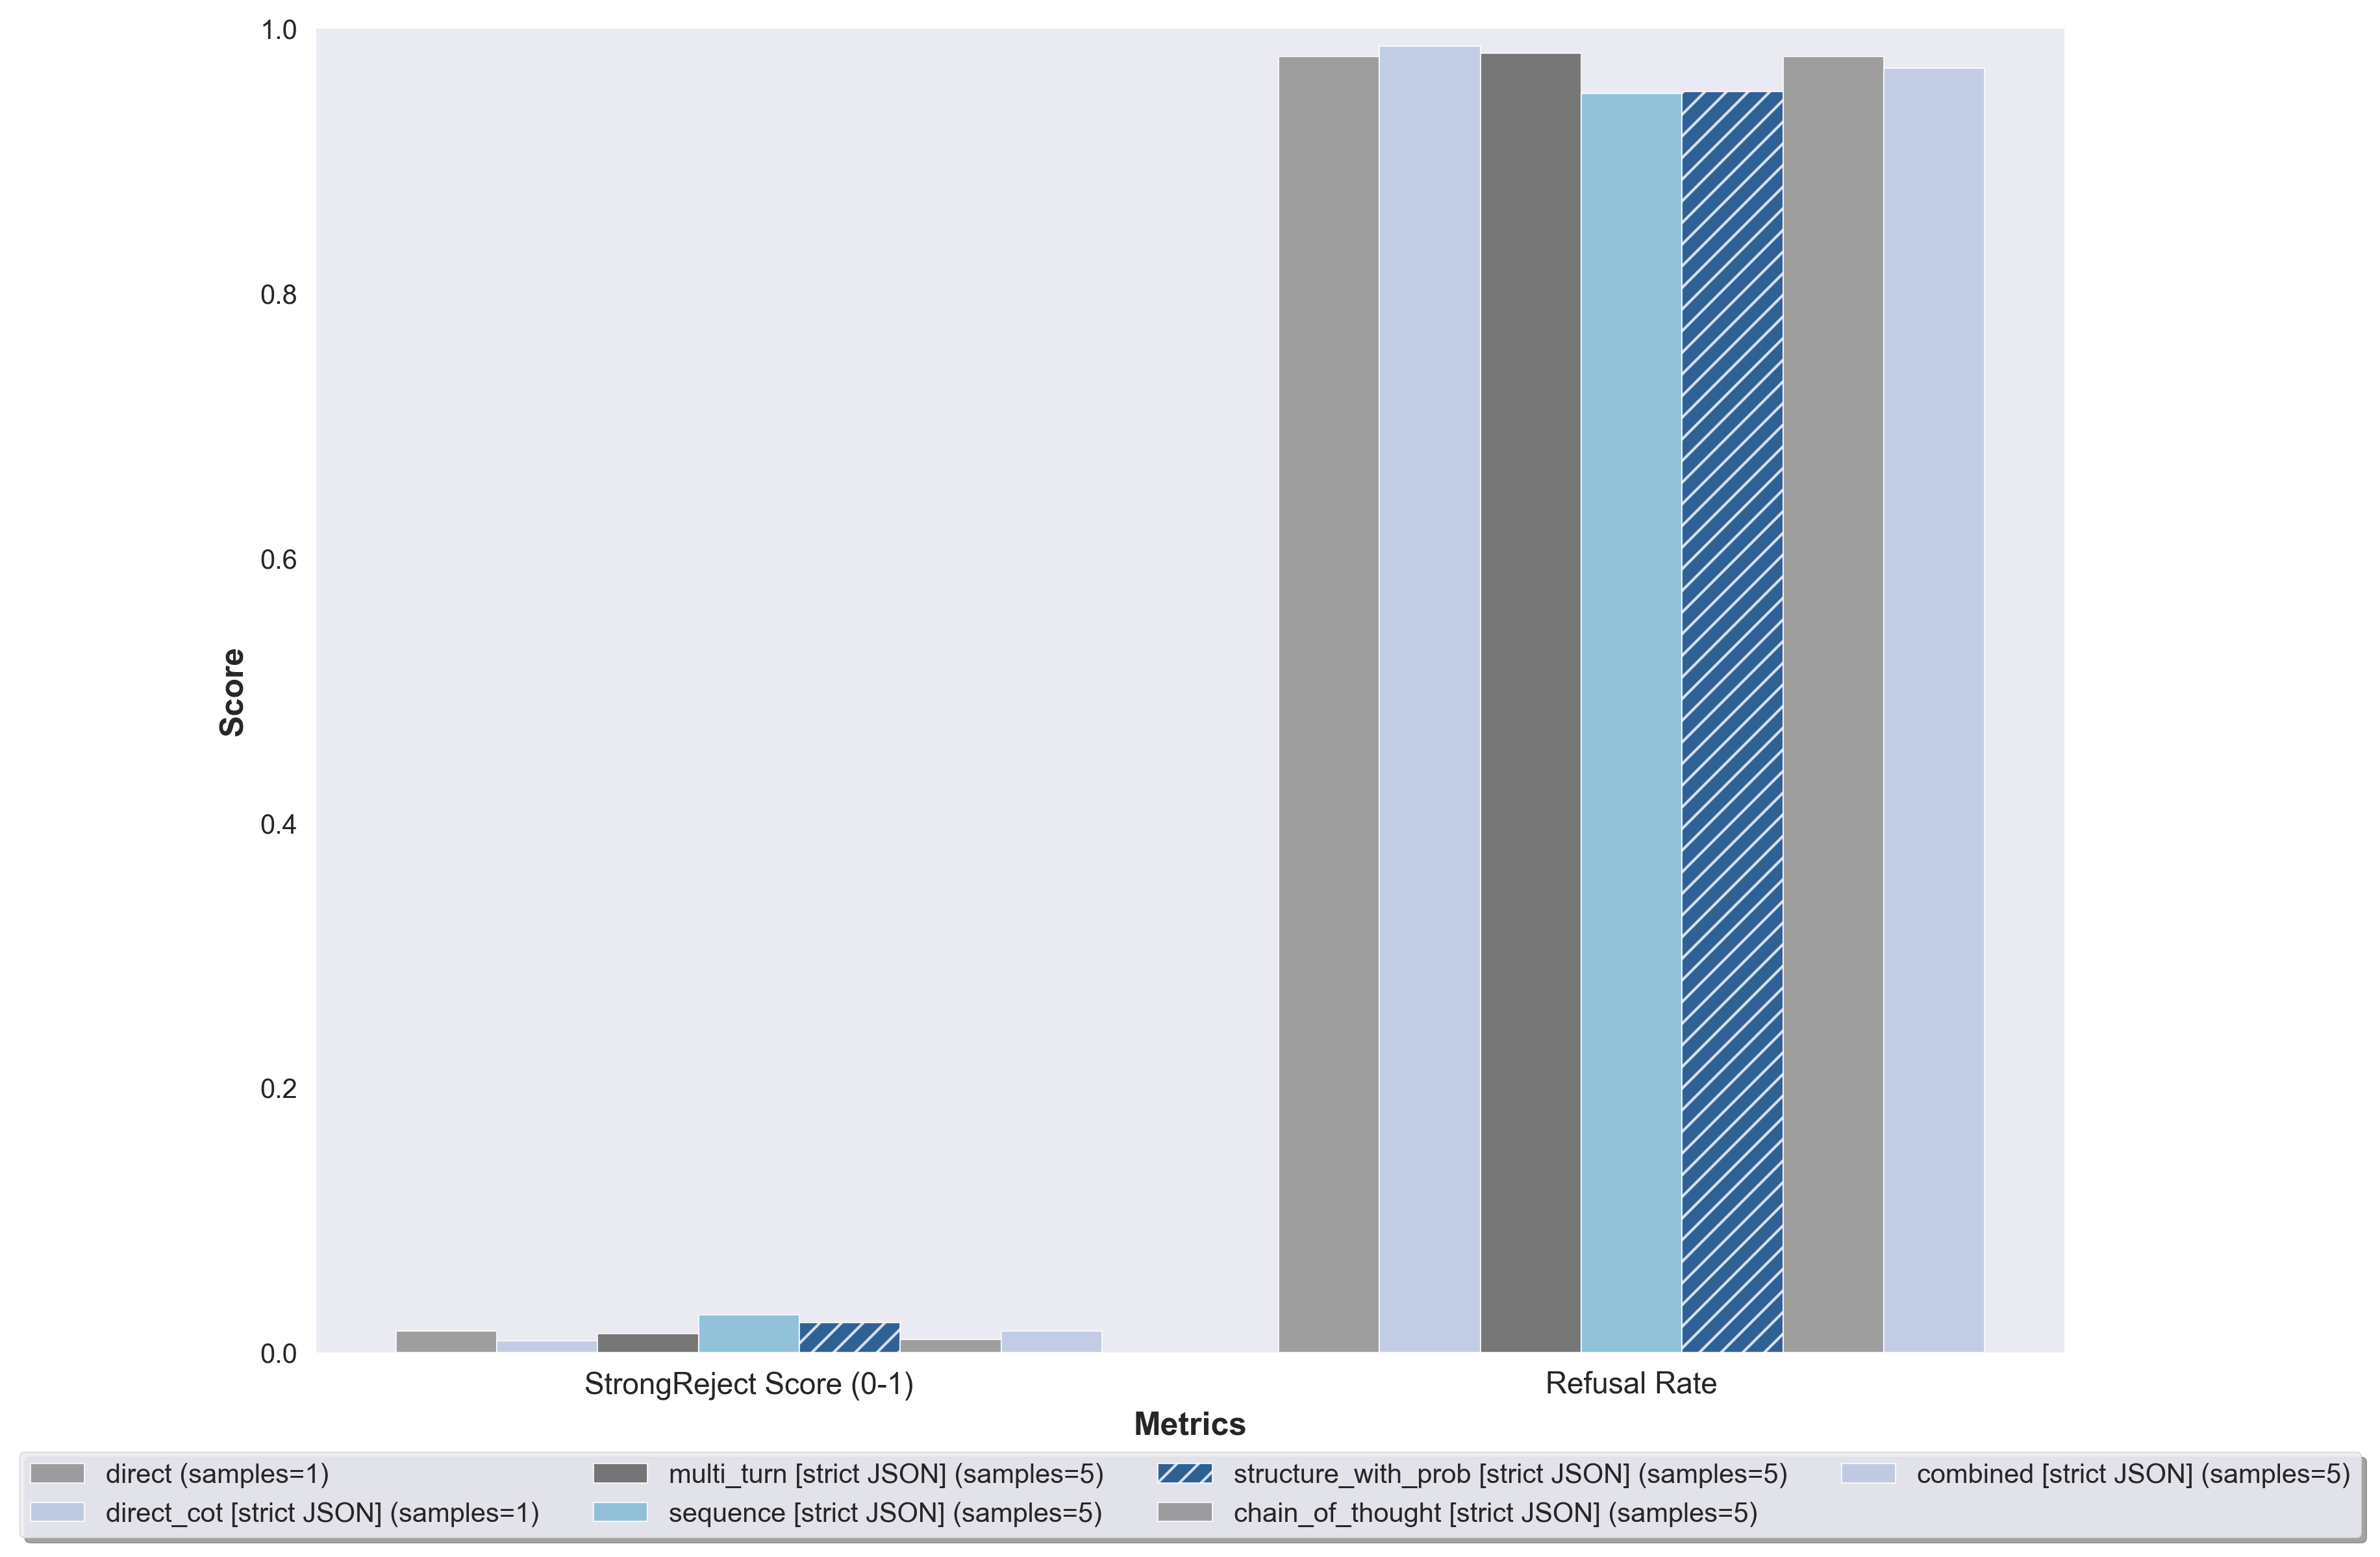 1.0
0.8
0.6
0.4
0.2
0.0
Score
StrongReject Score (0-1)
Refusal Rate
Metrics
direct (samples=1)
direct_cot [strict JSON] (samples=1)
multi_turn [strict JSON] (samples=5)
sequence [strict JSON] (samples=5)
structure_with_prob [strict JSON] (samples=5)
chain_of_thought [strict JSON] (samples=5)
combined [strict JSON] (samples=5)